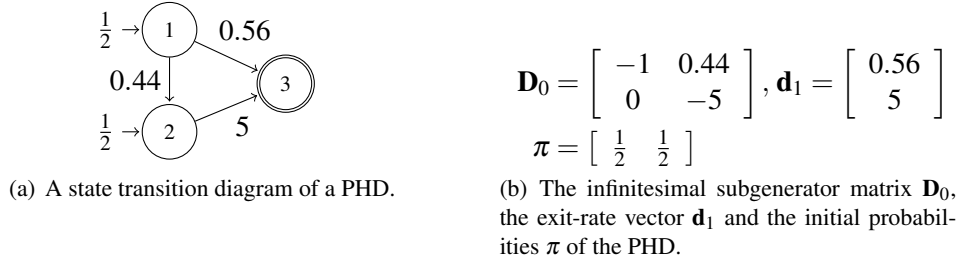 1/2 → 1 0.56
0.44 3
1/2 → 2 5
(a) A state transition diagram of a PHD.
D₀ = [ −1 0.44 ; 0 −5 ], d₁ = [ 0.56 ; 5 ]
π = [ 1/2 1/2 ]
(b) The infinitesimal subgenerator matrix D₀,
the exit-rate vector d₁ and the initial probabil-
ities π of the PHD.